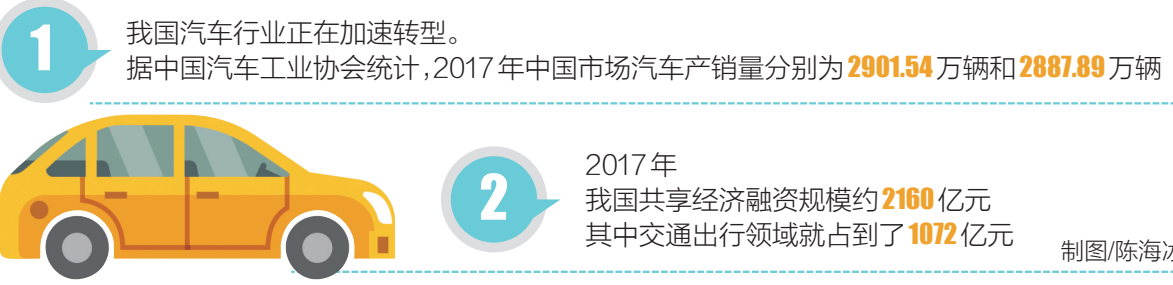 1
我国汽车行业正在加速转型。
据中国汽车工业协会统计,2017年中国市场汽车产销量分别为2901.54万辆和2887.89万辆
2
2017年
我国共享经济融资规模约2160亿元
其中交通出行领域就占到了1072亿元
制图/陈海冰